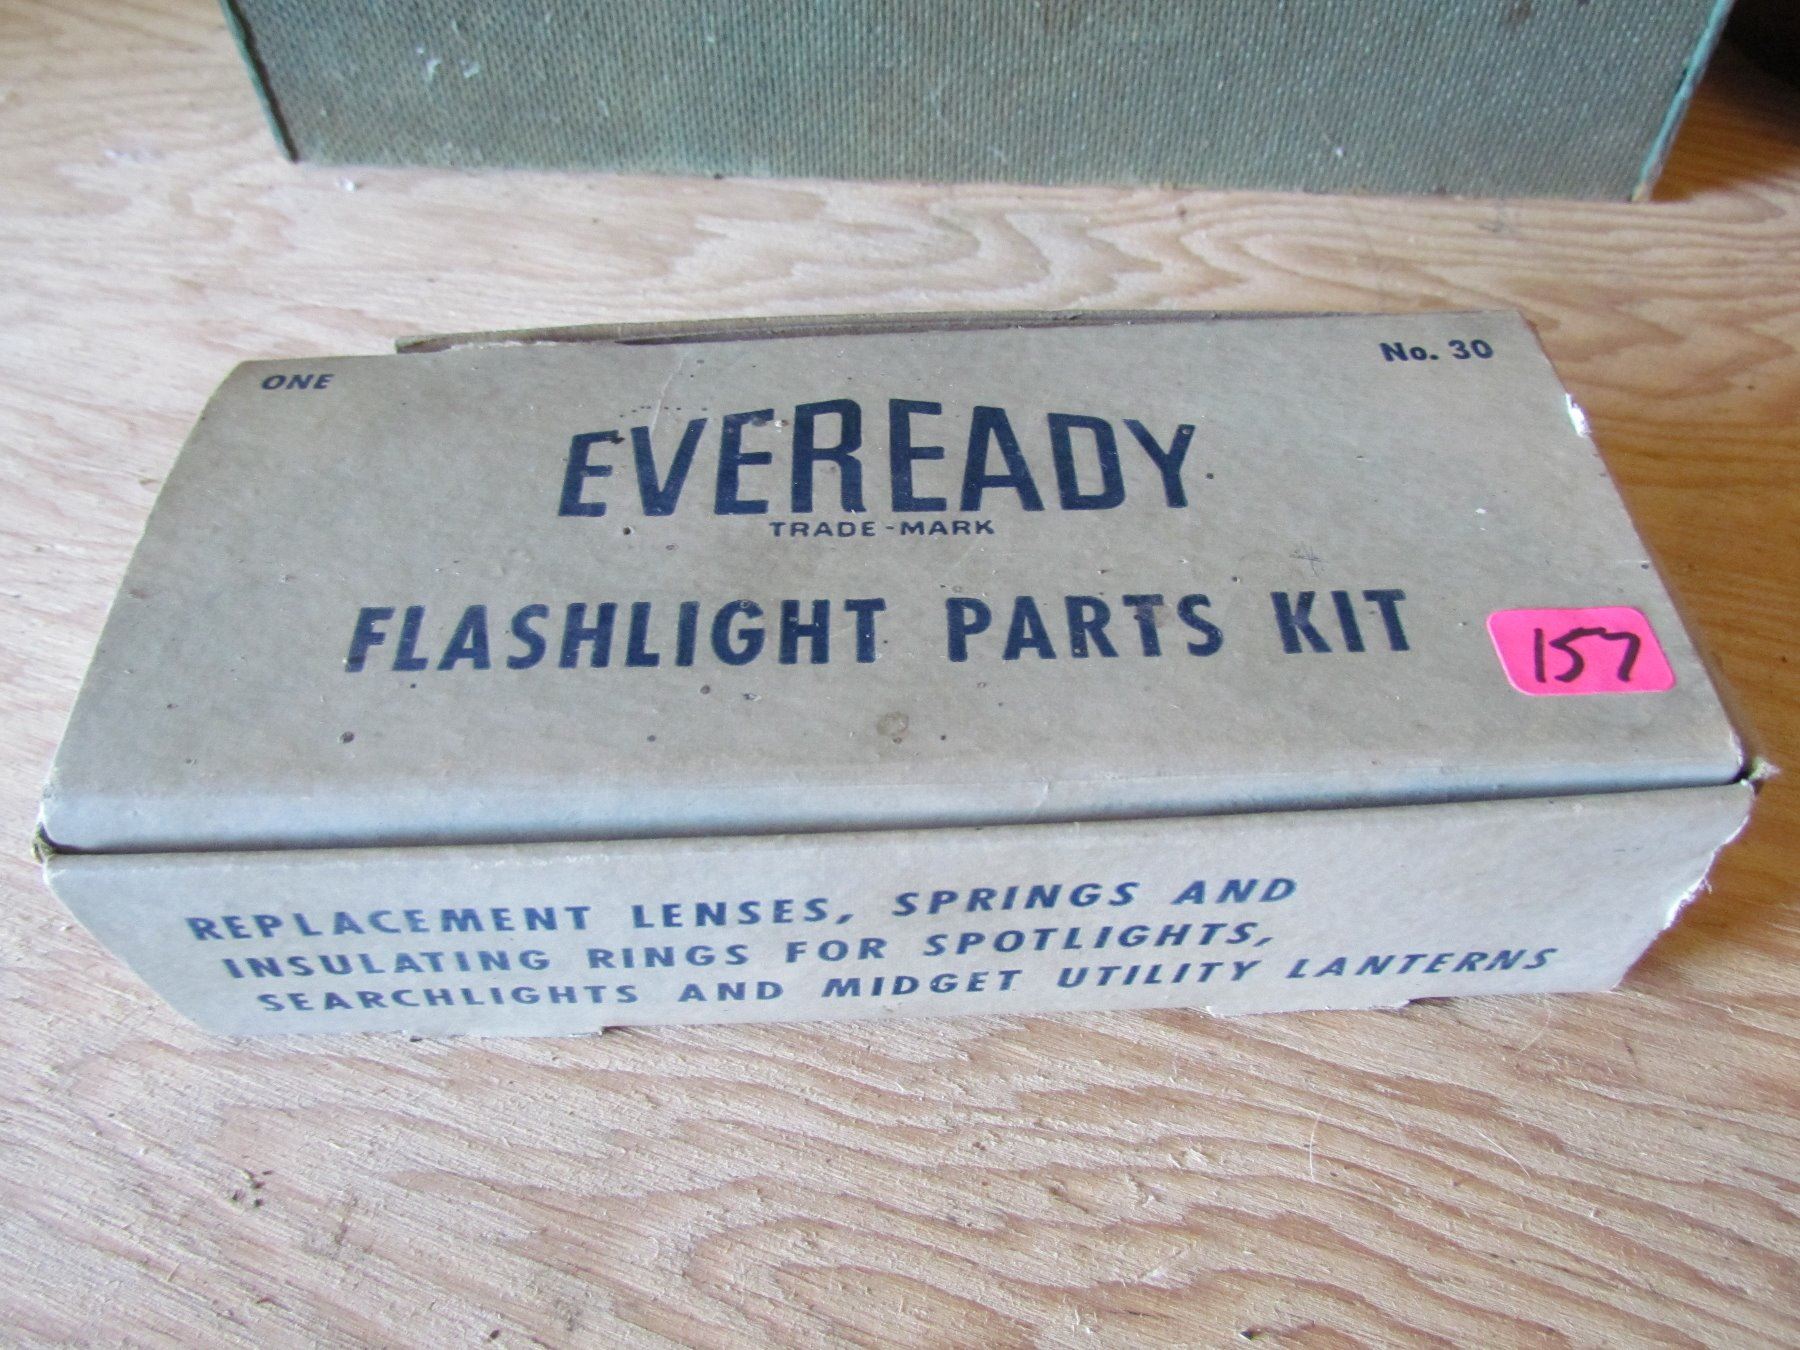 ONE
No. 30
EVEREADY
TRADE-MARK
FLASHLIGHT PARTS KIT
157
REPLACEMENT LENSES, SPRINGS AND
INSULATING RINGS FOR SPOTLIGHTS,
SEARCHLIGHTS AND MIDGET UTILITY LANTERNS